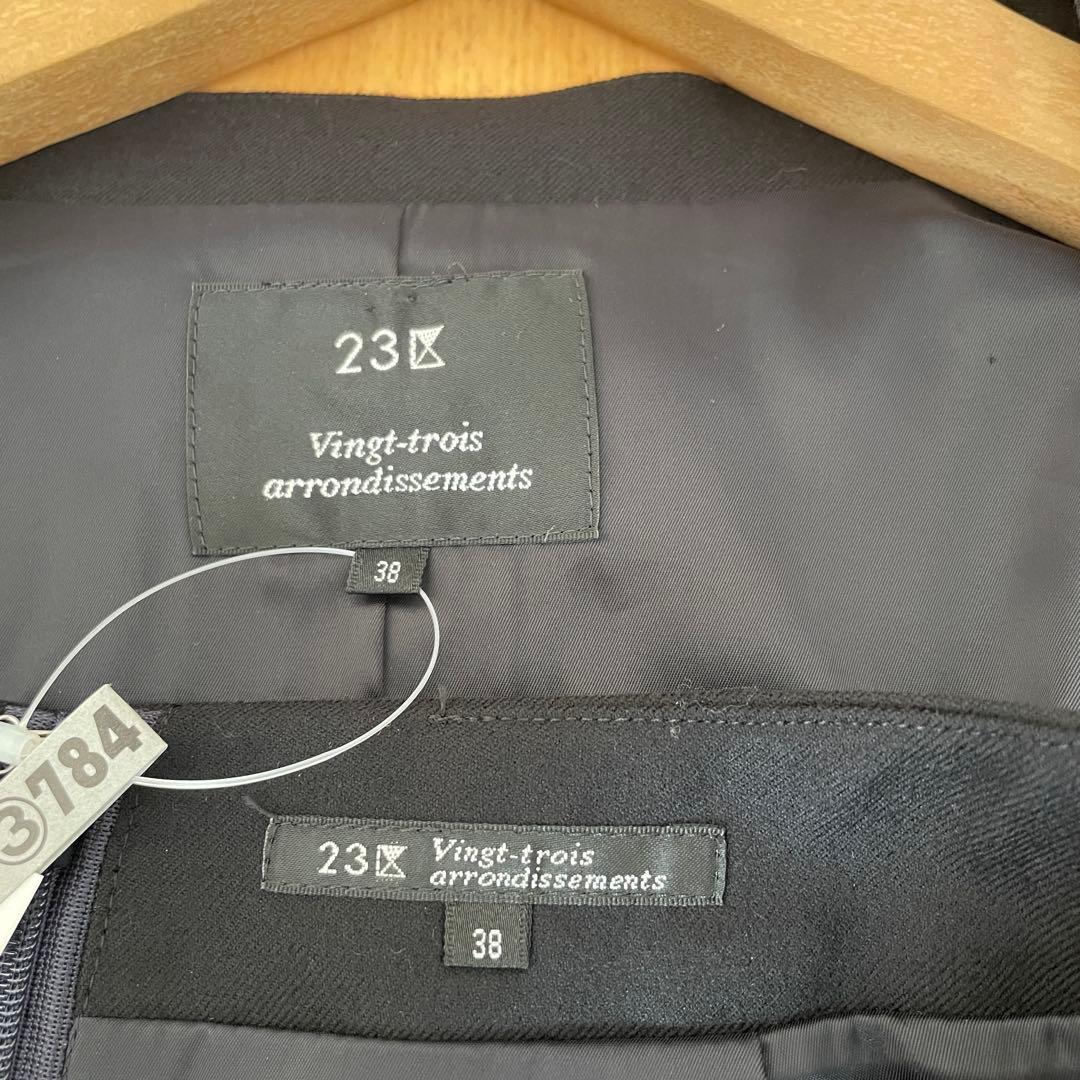 23区
Vingt-trois
arrondissements
38
③784
23区 Vingt-trois
arrondissements
38